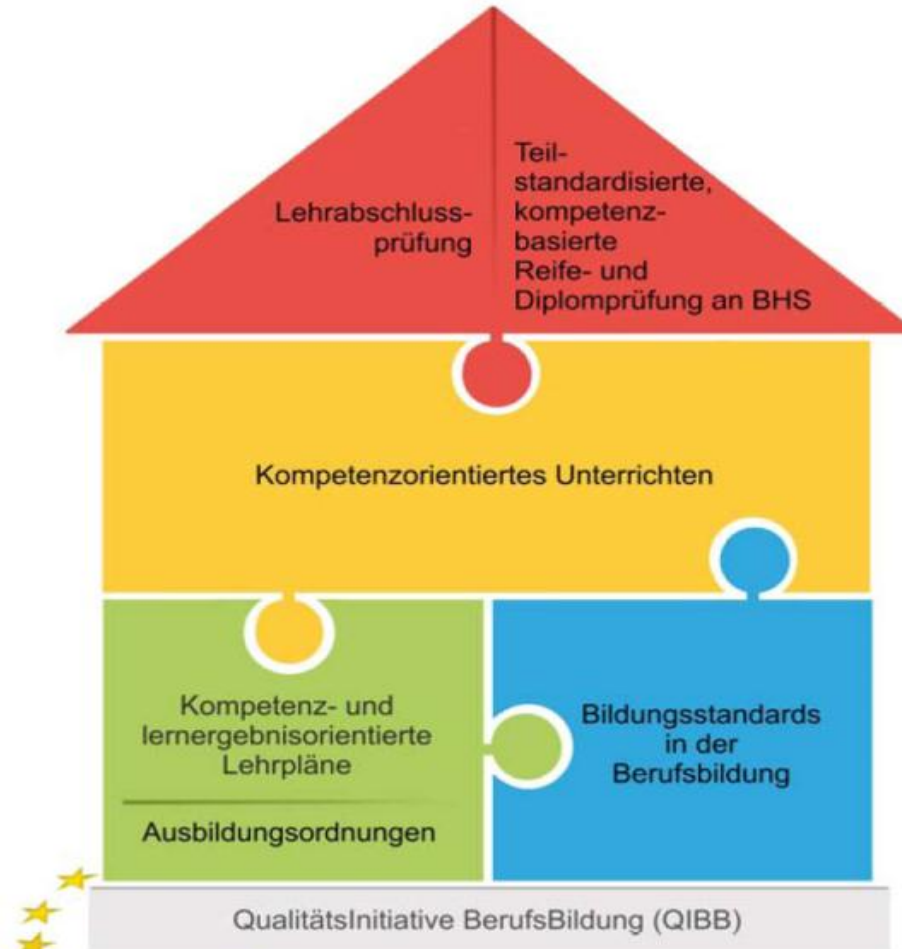 Lehrabschluss-
prüfung
Teil-
standardisierte,
kompetenz-
basierte
Reife- und
Diplomprüfung an BHS
Kompetenzorientiertes Unterrichten
Kompetenz- und
lernergebnisorientierte
Lehrpläne
Ausbildungsordnungen
Bildungsstandards
in der
Berufsbildung
QualitätsInitiative BerufsBildung (QIBB)